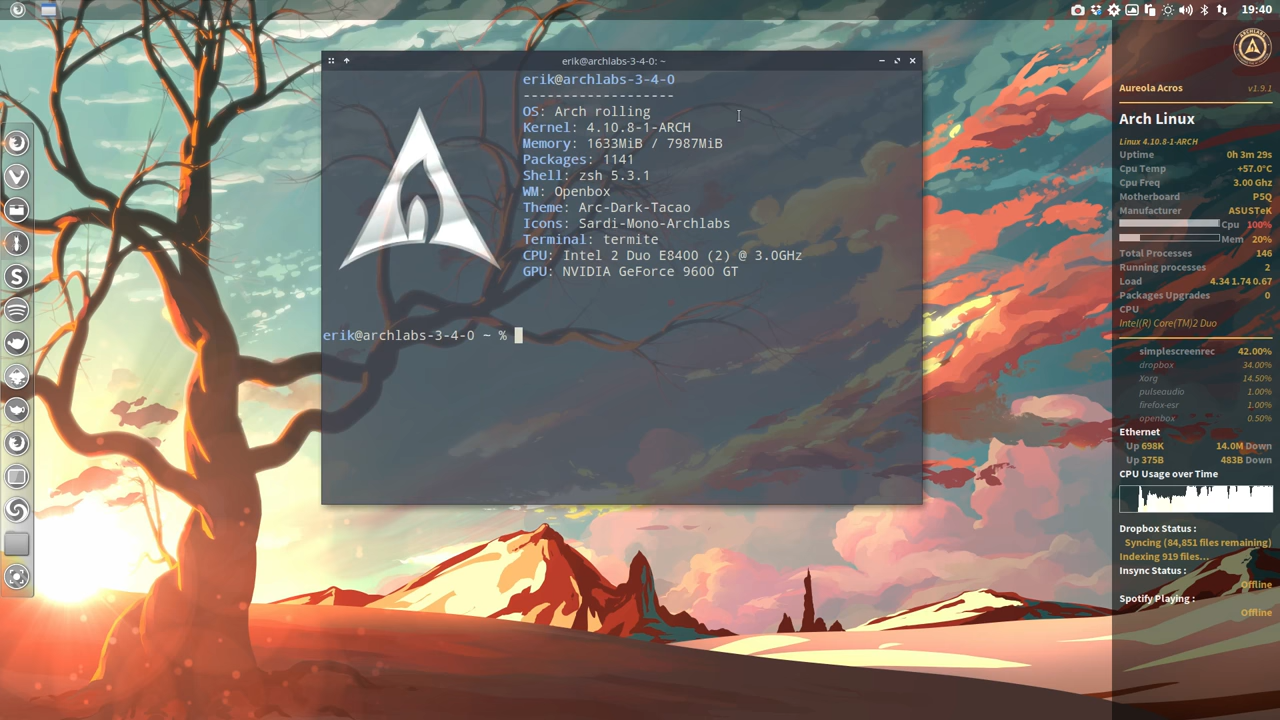 19:40
erik@archlabs-3-4-0: ~
erik@archlabs-3-4-0
-------------------
OS: Arch rolling
Kernel: 4.10.8-1-ARCH
Memory: 1633MiB / 7987MiB
Packages: 1141
Shell: zsh 5.3.1
WM: Openbox
Theme: Arc-Dark-Tacao
Icons: Sardi-Mono-Archlabs
Terminal: termite
CPU: Intel 2 Duo E8400 (2) @ 3.0GHz
GPU: NVIDIA GeForce 9600 GT
erik@archlabs-3-4-0 ~ %
ARCHLABS
Aureola Acros v1.9.1
Arch Linux
Linux 4.10.8-1-ARCH
Uptime 0h 3m 29s
Cpu Temp +57.0°C
Cpu Freq 3.00 Ghz
Motherboard P5Q
Manufacturer ASUSTeK
Cpu 100%
Mem 20%
Total Processes 146
Running processes 2
Load 4.34 1.74 0.67
Packages Upgrades 0
CPU
Intel(R) Core(TM)2 Duo
simplescreenrec 42.00%
dropbox 34.00%
Xorg 14.50%
pulseaudio 1.00%
firefox-esr 1.00%
openbox 0.50%
Ethernet
Up 698K 14.0M Down
Up 375B 483B Down
CPU Usage over Time
Dropbox Status :
Syncing (84,851 files remaining)
Indexing 919 files...
Insync Status :
Offline
Spotify Playing :
Offline